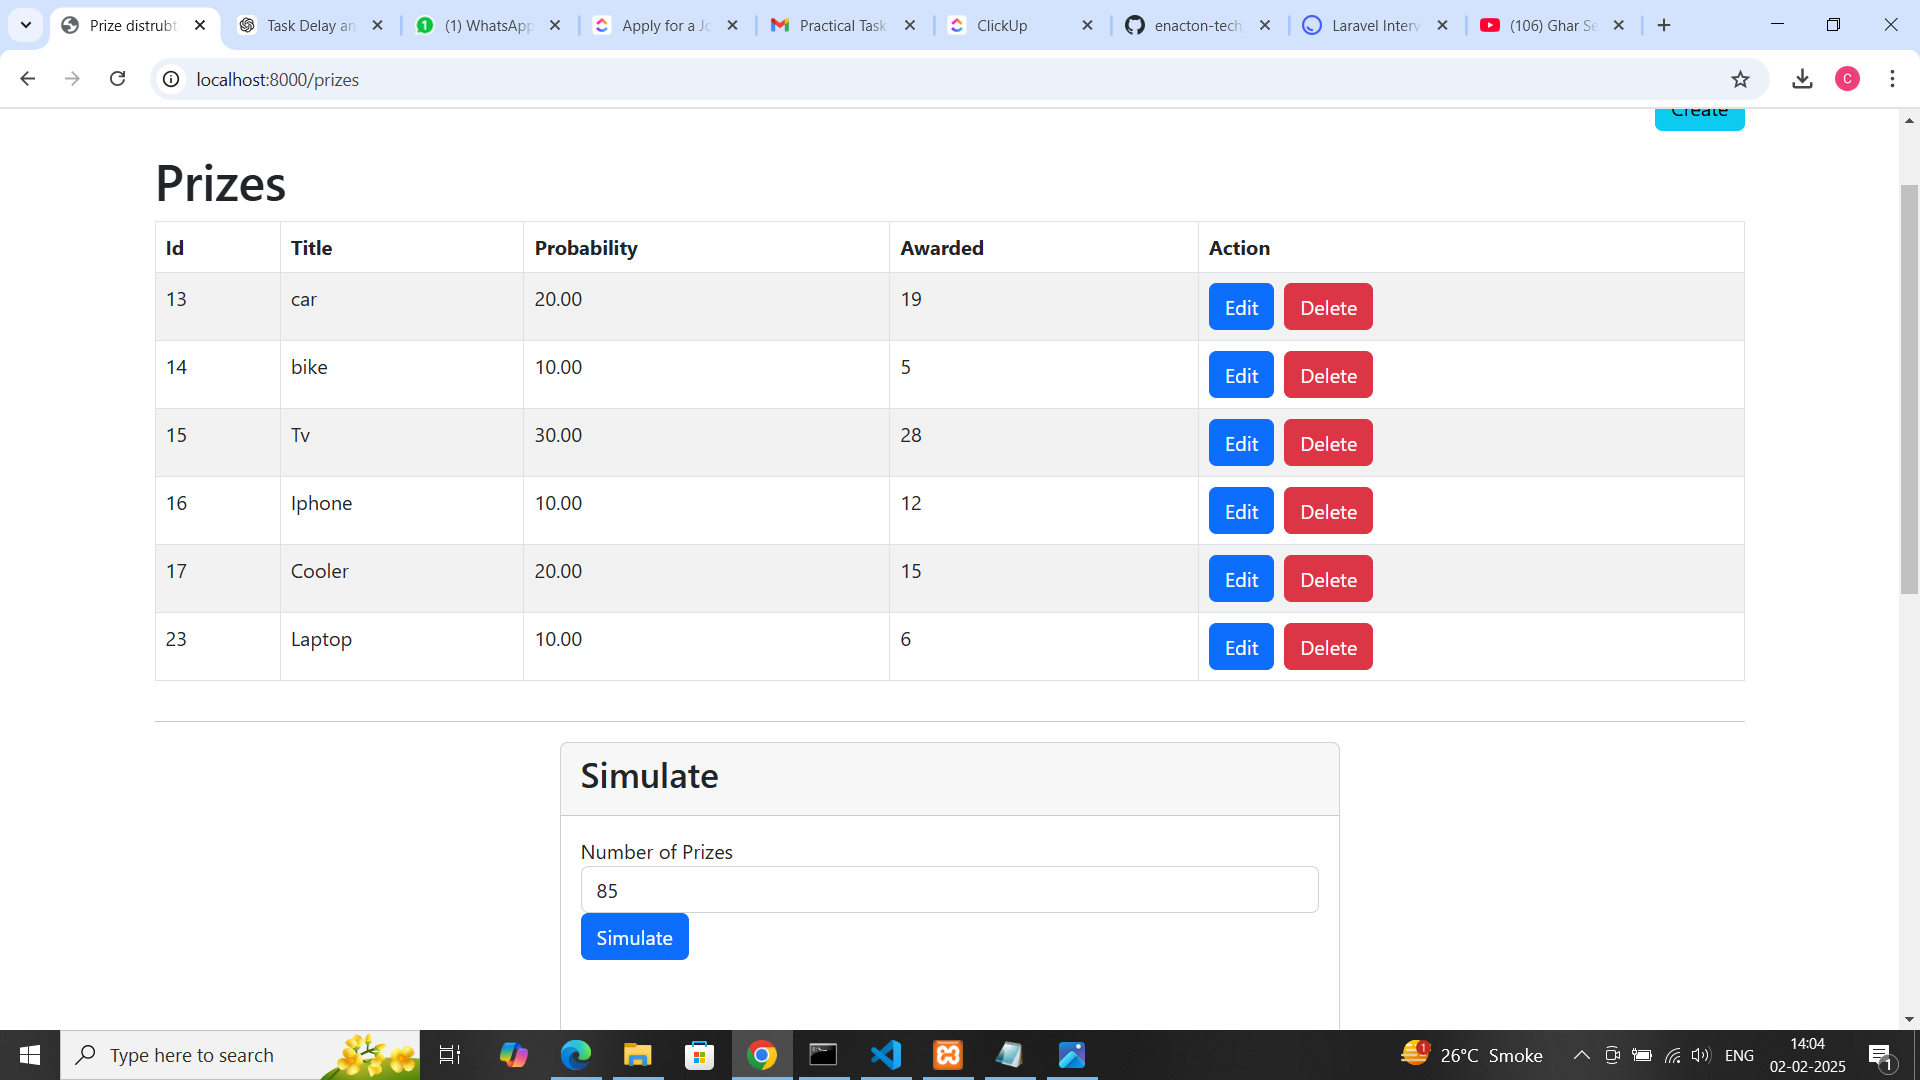 Prize distrubt
Task Delay an
(1) WhatsApp
Apply for a Jo
Practical Task
ClickUp
enacton-tech
Laravel Interv
(106) Ghar Se
localhost:8000/prizes
C
Create
Prizes
Id Title Probability Awarded Action
13 car 20.00 19 Edit Delete
14 bike 10.00 5 Edit Delete
15 Tv 30.00 28 Edit Delete
16 Iphone 10.00 12 Edit Delete
17 Cooler 20.00 15 Edit Delete
23 Laptop 10.00 6 Edit Delete
Simulate
Number of Prizes
85
Simulate
Type here to search
1
26°C Smoke
ENG
14:04
02-02-2025
1